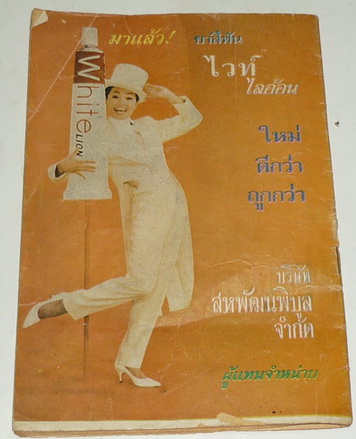 White
LION
มาแล้ว!
ยาสีฟัน
ไวท์
ไลอ้อน
ใหม่
ดีกว่า
ถูกกว่า
บริษัท
สหพัฒนพิบูล
จำกัด
ผู้แทนจำหน่าย